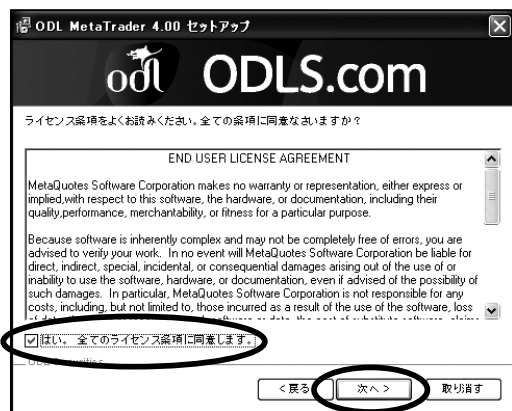 ODL MetaTrader 4.00 セットアップ
odl ODLS.com
ライセンス条項をよくお読みください。全ての条項に同意なさいますか?
END USER LICENSE AGREEMENT
MetaQuotes Software Corporation makes no warranty or representation, either express or
implied,with respect to this software, the hardware, or documentation, including their
quality,performance, merchantability, or fitness for a particular purpose.
Because software is inherently complex and may not be completely free of errors, you are
advised to verify your work. In no event will MetaQuotes Software Corporation be liable for
direct, indirect, special, incidental, or consequential damages arising out of the use of or
inability to use the software, hardware, or documentation, even if advised of the possibility of
such damages. In particular, MetaQuotes Software Corporation is not responsible for any
costs, including, but not limited to, those incurred as a result of the use of the software, loss
はい。 全てのライセンス条項に同意します。
ODL Securities
< 戻る
次へ >
取り消す